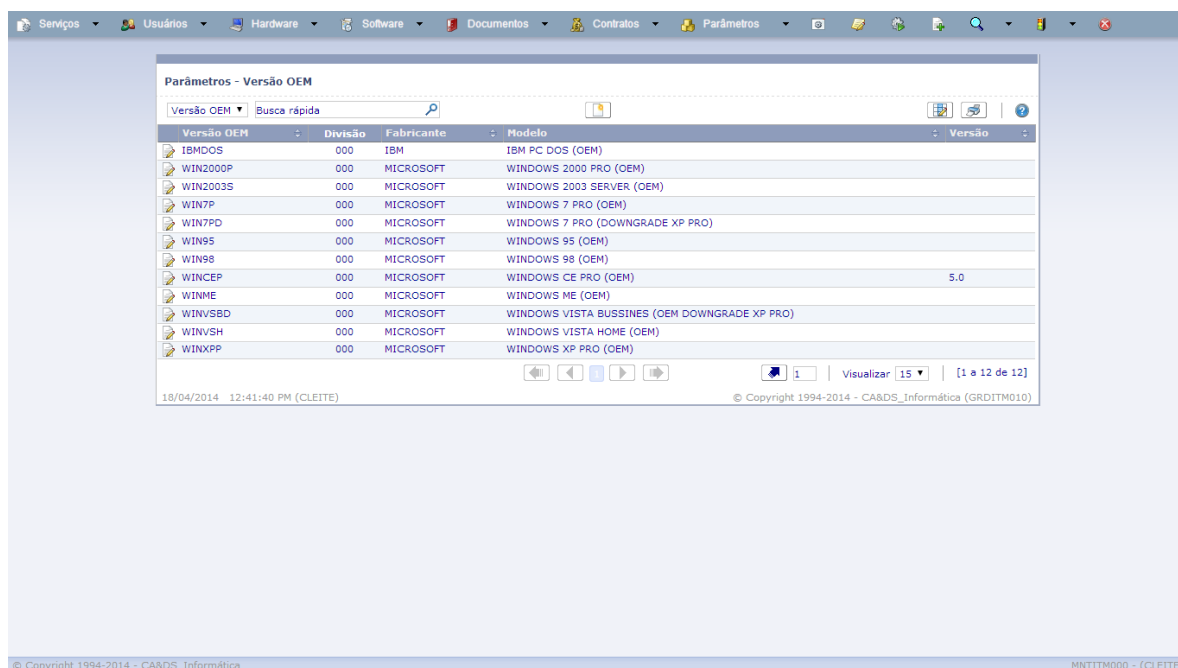 Serviços Usuários Hardware Software Documentos Contratos Parâmetros
Parâmetros - Versão OEM
Versão OEM Busca rápida
Versão OEM Divisão Fabricante Modelo Versão
IBMDOS 000 IBM IBM PC DOS (OEM)
WIN2000P 000 MICROSOFT WINDOWS 2000 PRO (OEM)
WIN2003S 000 MICROSOFT WINDOWS 2003 SERVER (OEM)
WIN7P 000 MICROSOFT WINDOWS 7 PRO (OEM)
WIN7PD 000 MICROSOFT WINDOWS 7 PRO (DOWNGRADE XP PRO)
WIN95 000 MICROSOFT WINDOWS 95 (OEM)
WIN98 000 MICROSOFT WINDOWS 98 (OEM)
WINCEP 000 MICROSOFT WINDOWS CE PRO (OEM) 5.0
WINME 000 MICROSOFT WINDOWS ME (OEM)
WINVSBD 000 MICROSOFT WINDOWS VISTA BUSSINES (OEM DOWNGRADE XP PRO)
WINVSH 000 MICROSOFT WINDOWS VISTA HOME (OEM)
WINXPP 000 MICROSOFT WINDOWS XP PRO (OEM)
1 1 Visualizar 15 [1 a 12 de 12]
18/04/2014 12:41:40 PM (CLEITE) © Copyright 1994-2014 - CA&DS_Informática (GRDITM010)
© Copyright 1994-2014 - CA&DS_Informática MNTITM000 - (CLEITE